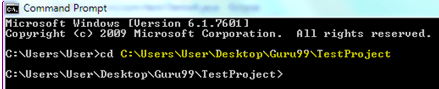 Command Prompt
Microsoft Windows [Version 6.1.7601]
Copyright (c) 2009 Microsoft Corporation.  All rights reserved.
C:\Users\User>cd C:\Users\User\Desktop\Guru99\TestProject
C:\Users\User\Desktop\Guru99\TestProject>